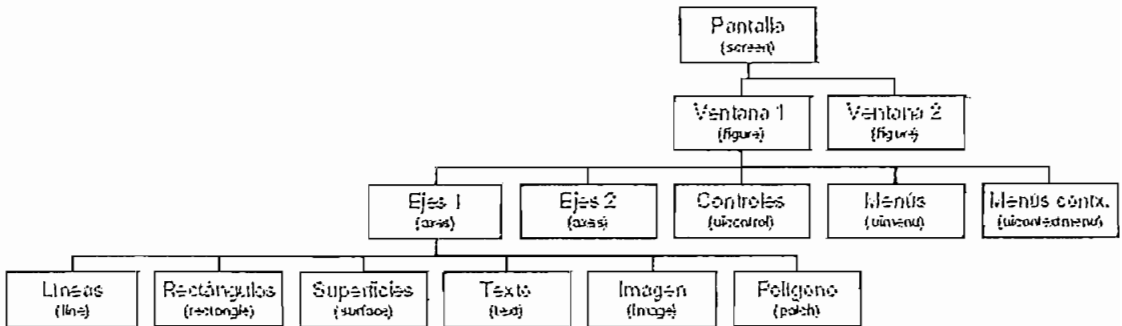 Pantalla
(screen)
Ventana 1
(figure)
Ventana 2
(figure)
Ejes 1
(axes)
Ejes 2
(axes)
Controles
(uicontrol)
Menús
(uimenu)
Menús contx.
(uicontextmenu)
Líneas
(line)
Rectángulos
(rectangle)
Superficies
(surface)
Texto
(text)
Imagen
(image)
Polígono
(patch)